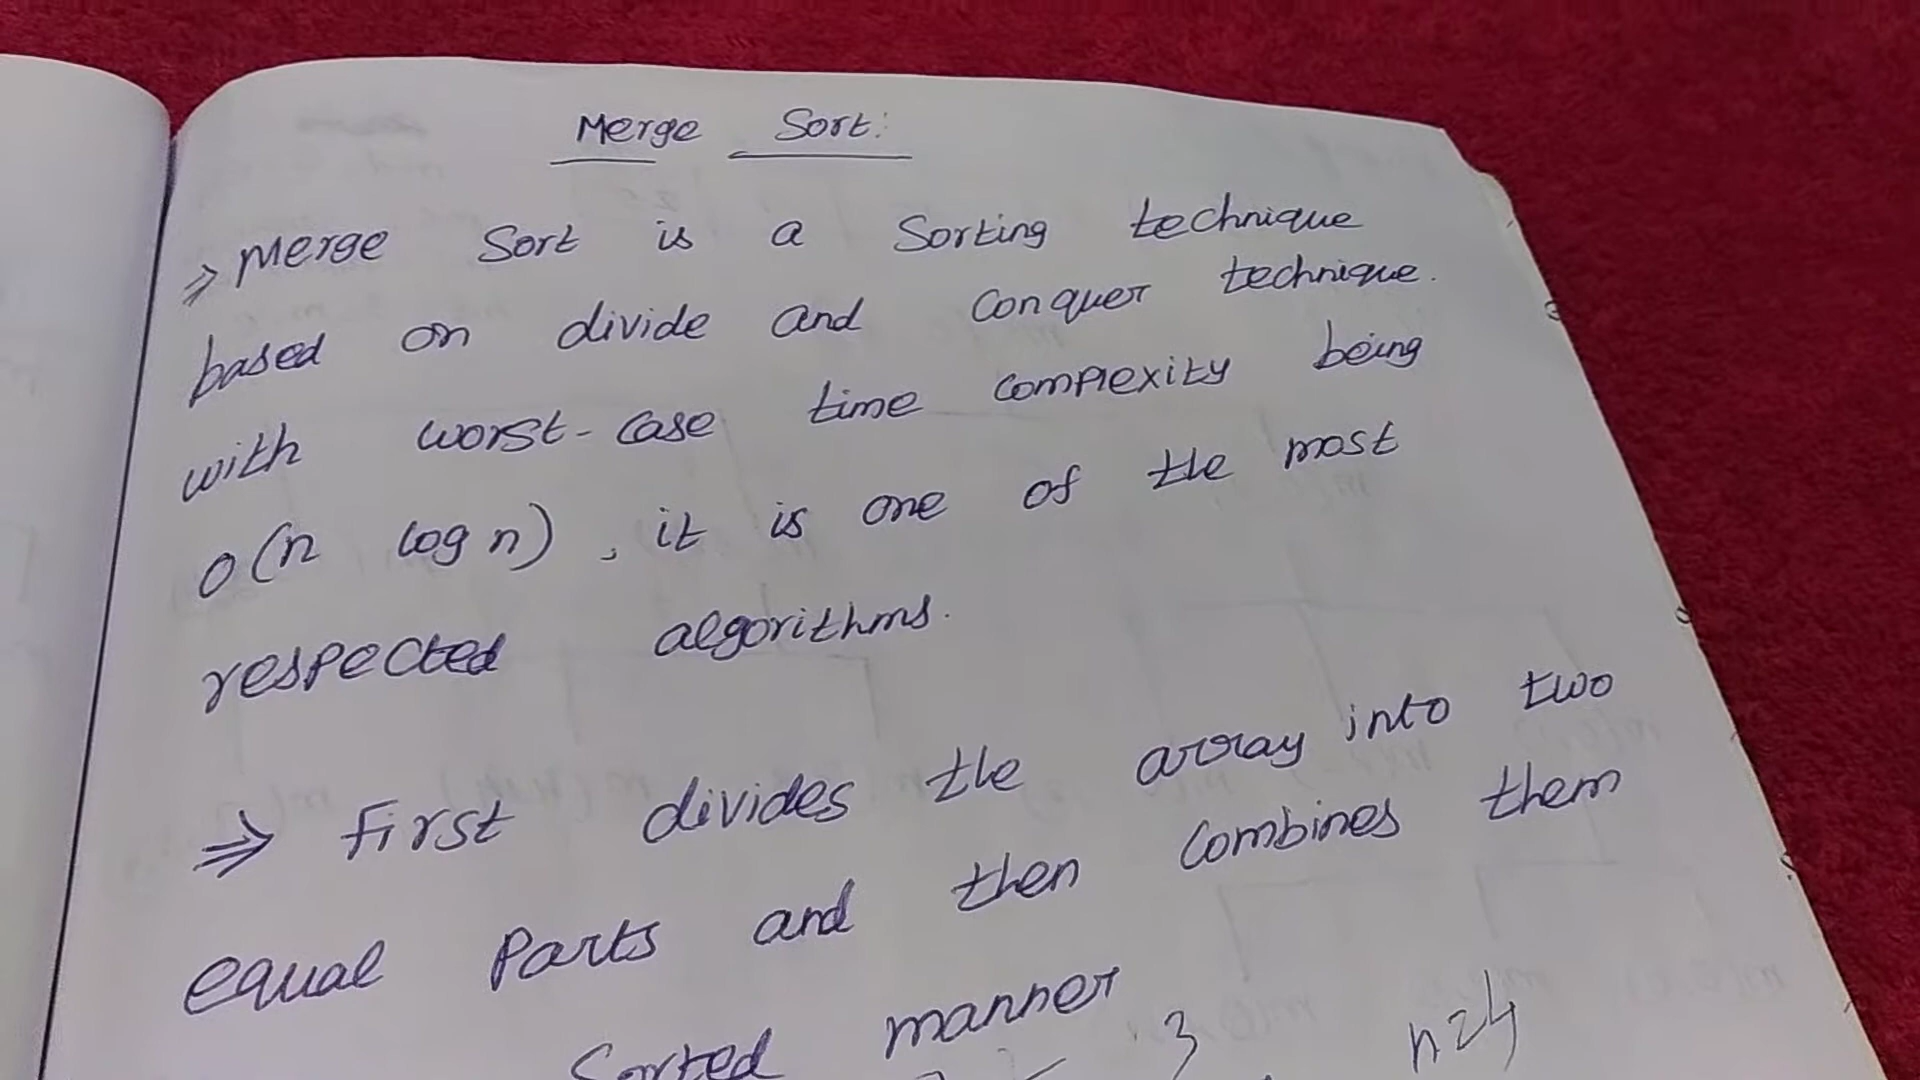 Merge Sort:
⇒ Merge Sort is a Sorting technique
based on divide and Conquer technique.
with worst-case time complexity being
O(n log n), it is one of the most
respected algorithms.
⇒ First divides the array into two
equal Parts and then Combines them
Sorted manner
3 n=4